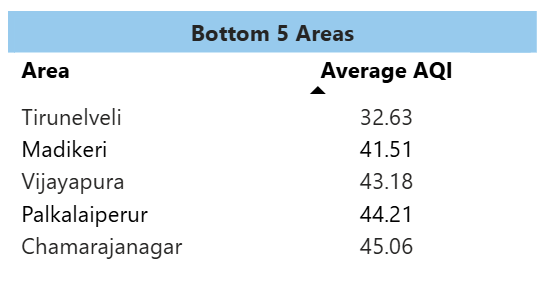 Bottom 5 Areas
Area Average AQI
Tirunelveli 32.63
Madikeri 41.51
Vijayapura 43.18
Palkalaiperur 44.21
Chamarajanagar 45.06